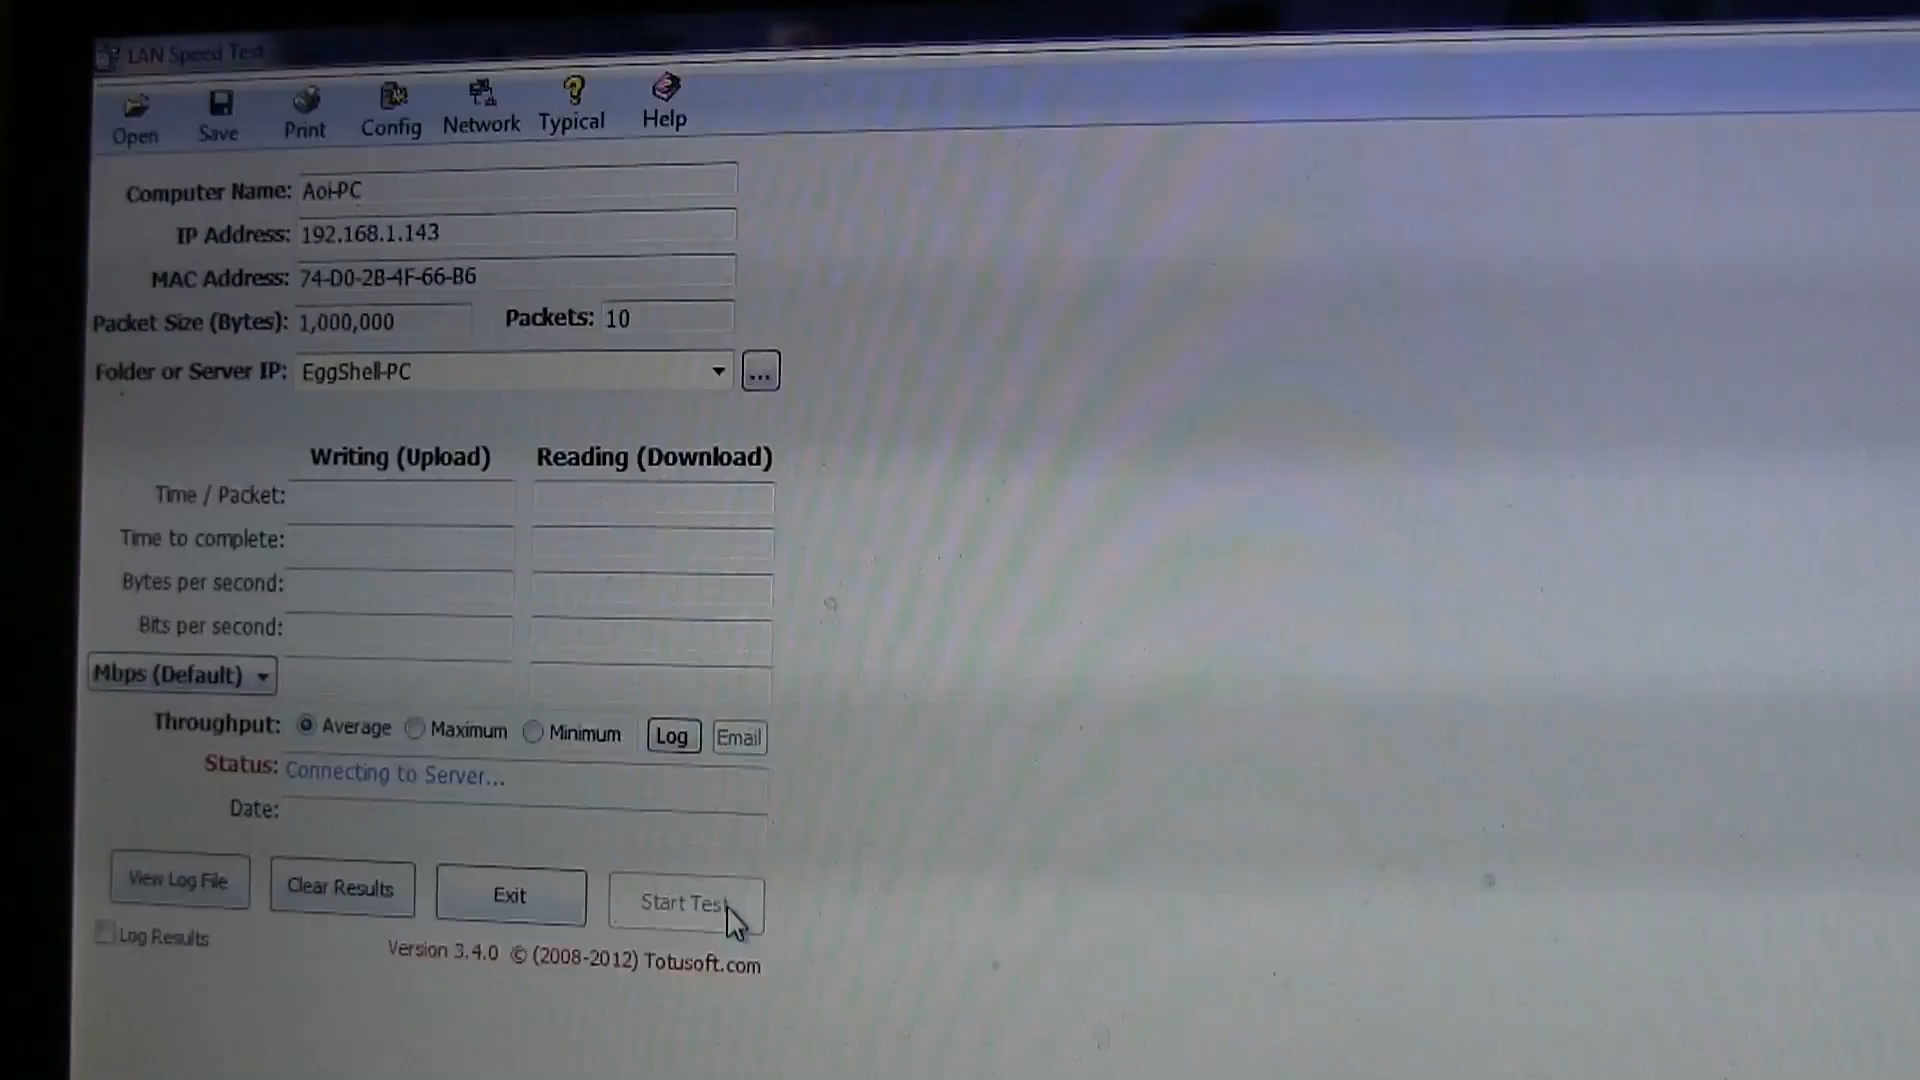 LAN Speed Test
Open Save Print Config Network Typical Help
Computer Name: Aoi-PC
IP Address: 192.168.1.143
MAC Address: 74-D0-2B-4F-66-B6
Packet Size (Bytes): 1,000,000 Packets: 10
Folder or Server IP: EggShell-PC ...
Writing (Upload) Reading (Download)
Time / Packet:
Time to complete:
Bytes per second:
Bits per second:
Mbps (Default)
Throughput: Average Maximum Minimum Log Email
Status: Connecting to Server...
Date:
View Log File Clear Results Exit Start Test
Log Results
Version 3.4.0 © (2008-2012) Totusoft.com